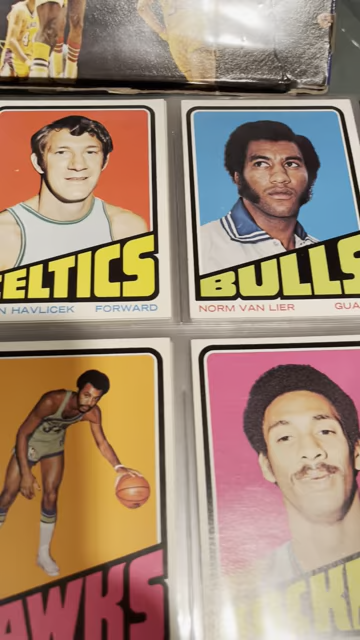 CELTICS
N HAVLICEK FORWARD
BULLS
NORM VAN LIER GUA
AWKS